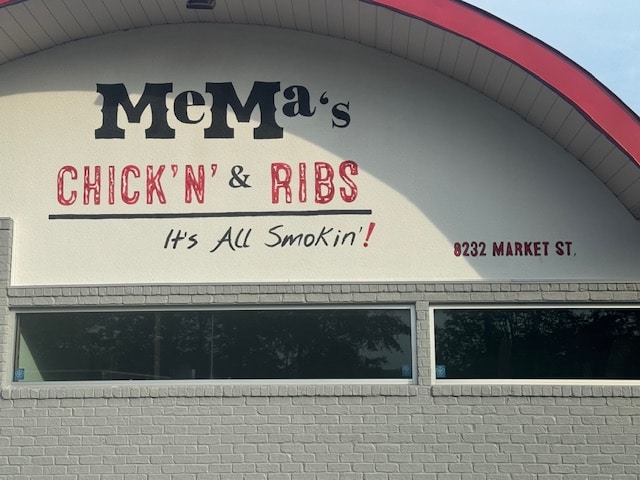 MeMa's
CHICK'N' & RIBS
It's All Smokin'!
8232 MARKET ST.